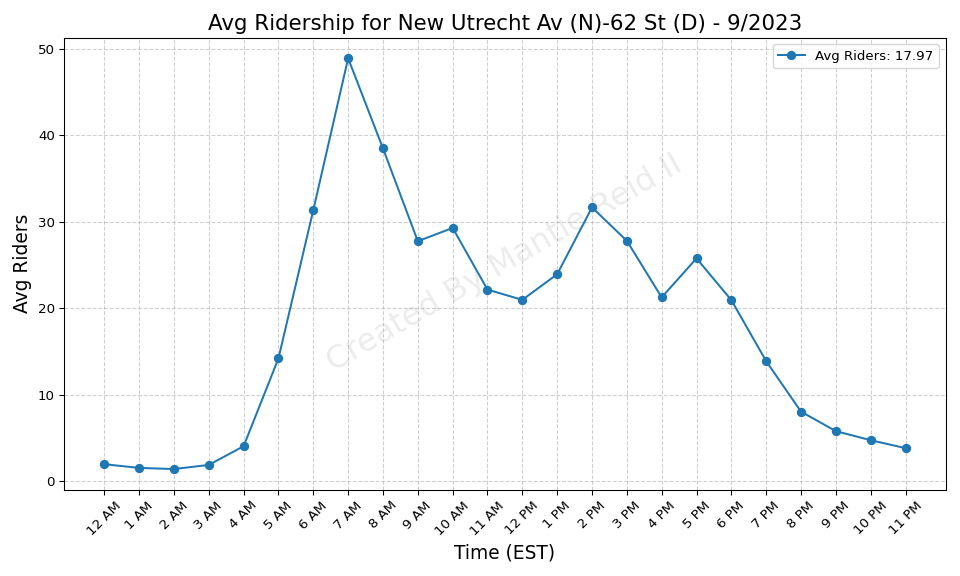 Avg Ridership for New Utrecht Av (N)-62 St (D) - 9/2023
Avg Riders: 17.97
Avg Riders
50
40
30
20
10
0
Created By Mantie Reid II
12 AM
1 AM
2 AM
3 AM
4 AM
5 AM
6 AM
7 AM
8 AM
9 AM
10 AM
11 AM
12 PM
1 PM
2 PM
3 PM
4 PM
5 PM
6 PM
7 PM
8 PM
9 PM
10 PM
11 PM
Time (EST)